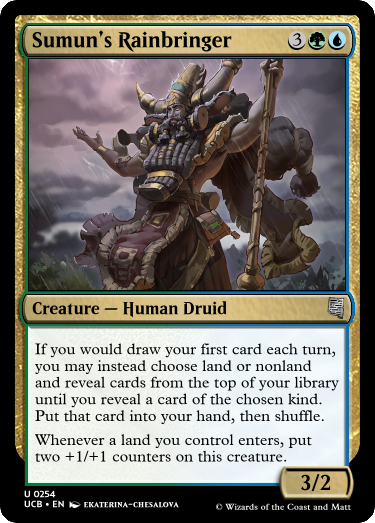 Sumun's Rainbringer 3
Creature — Human Druid
If you would draw your first card each turn,
you may instead choose land or nonland
and reveal cards from the top of your library
until you reveal a card of the chosen kind.
Put that card into your hand, then shuffle.
Whenever a land you control enters, put
two +1/+1 counters on this creature.
3/2
U 0254
UCB • EN EKATERINA-CHESALOVA
© Wizards of the Coast and Matt